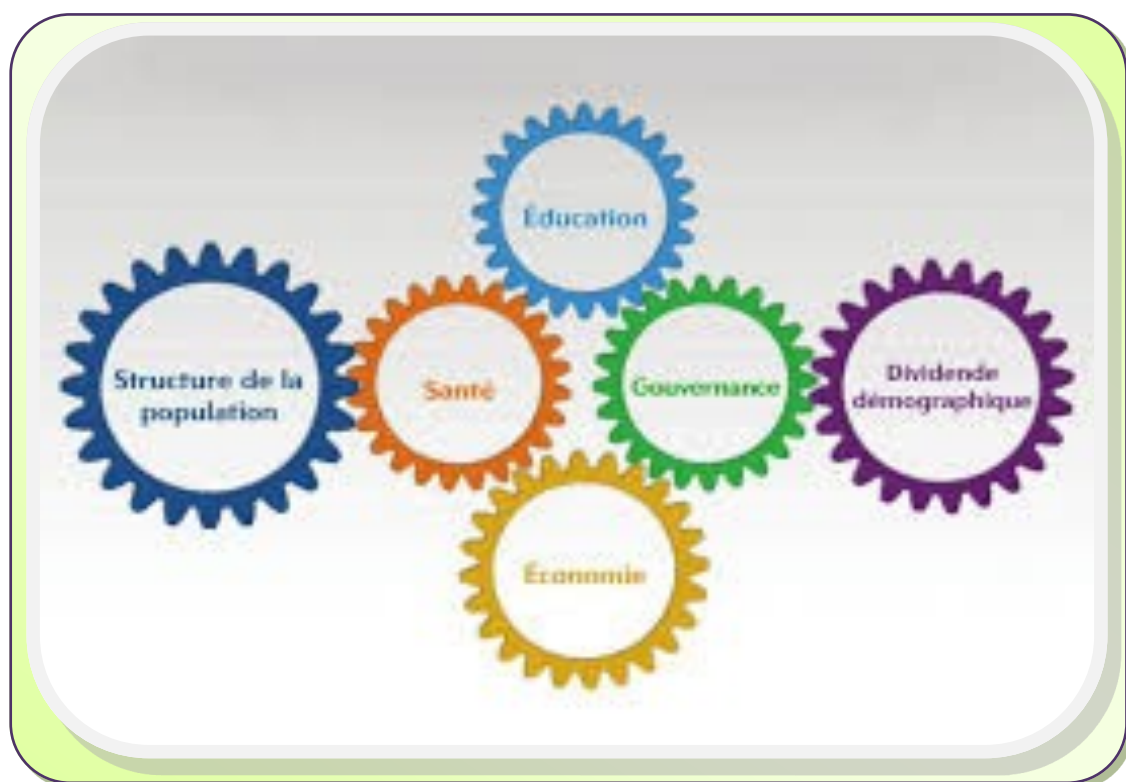 Éducation
Structure de la
population
Santé
Gouvernance
Dividende
démographique
Économie